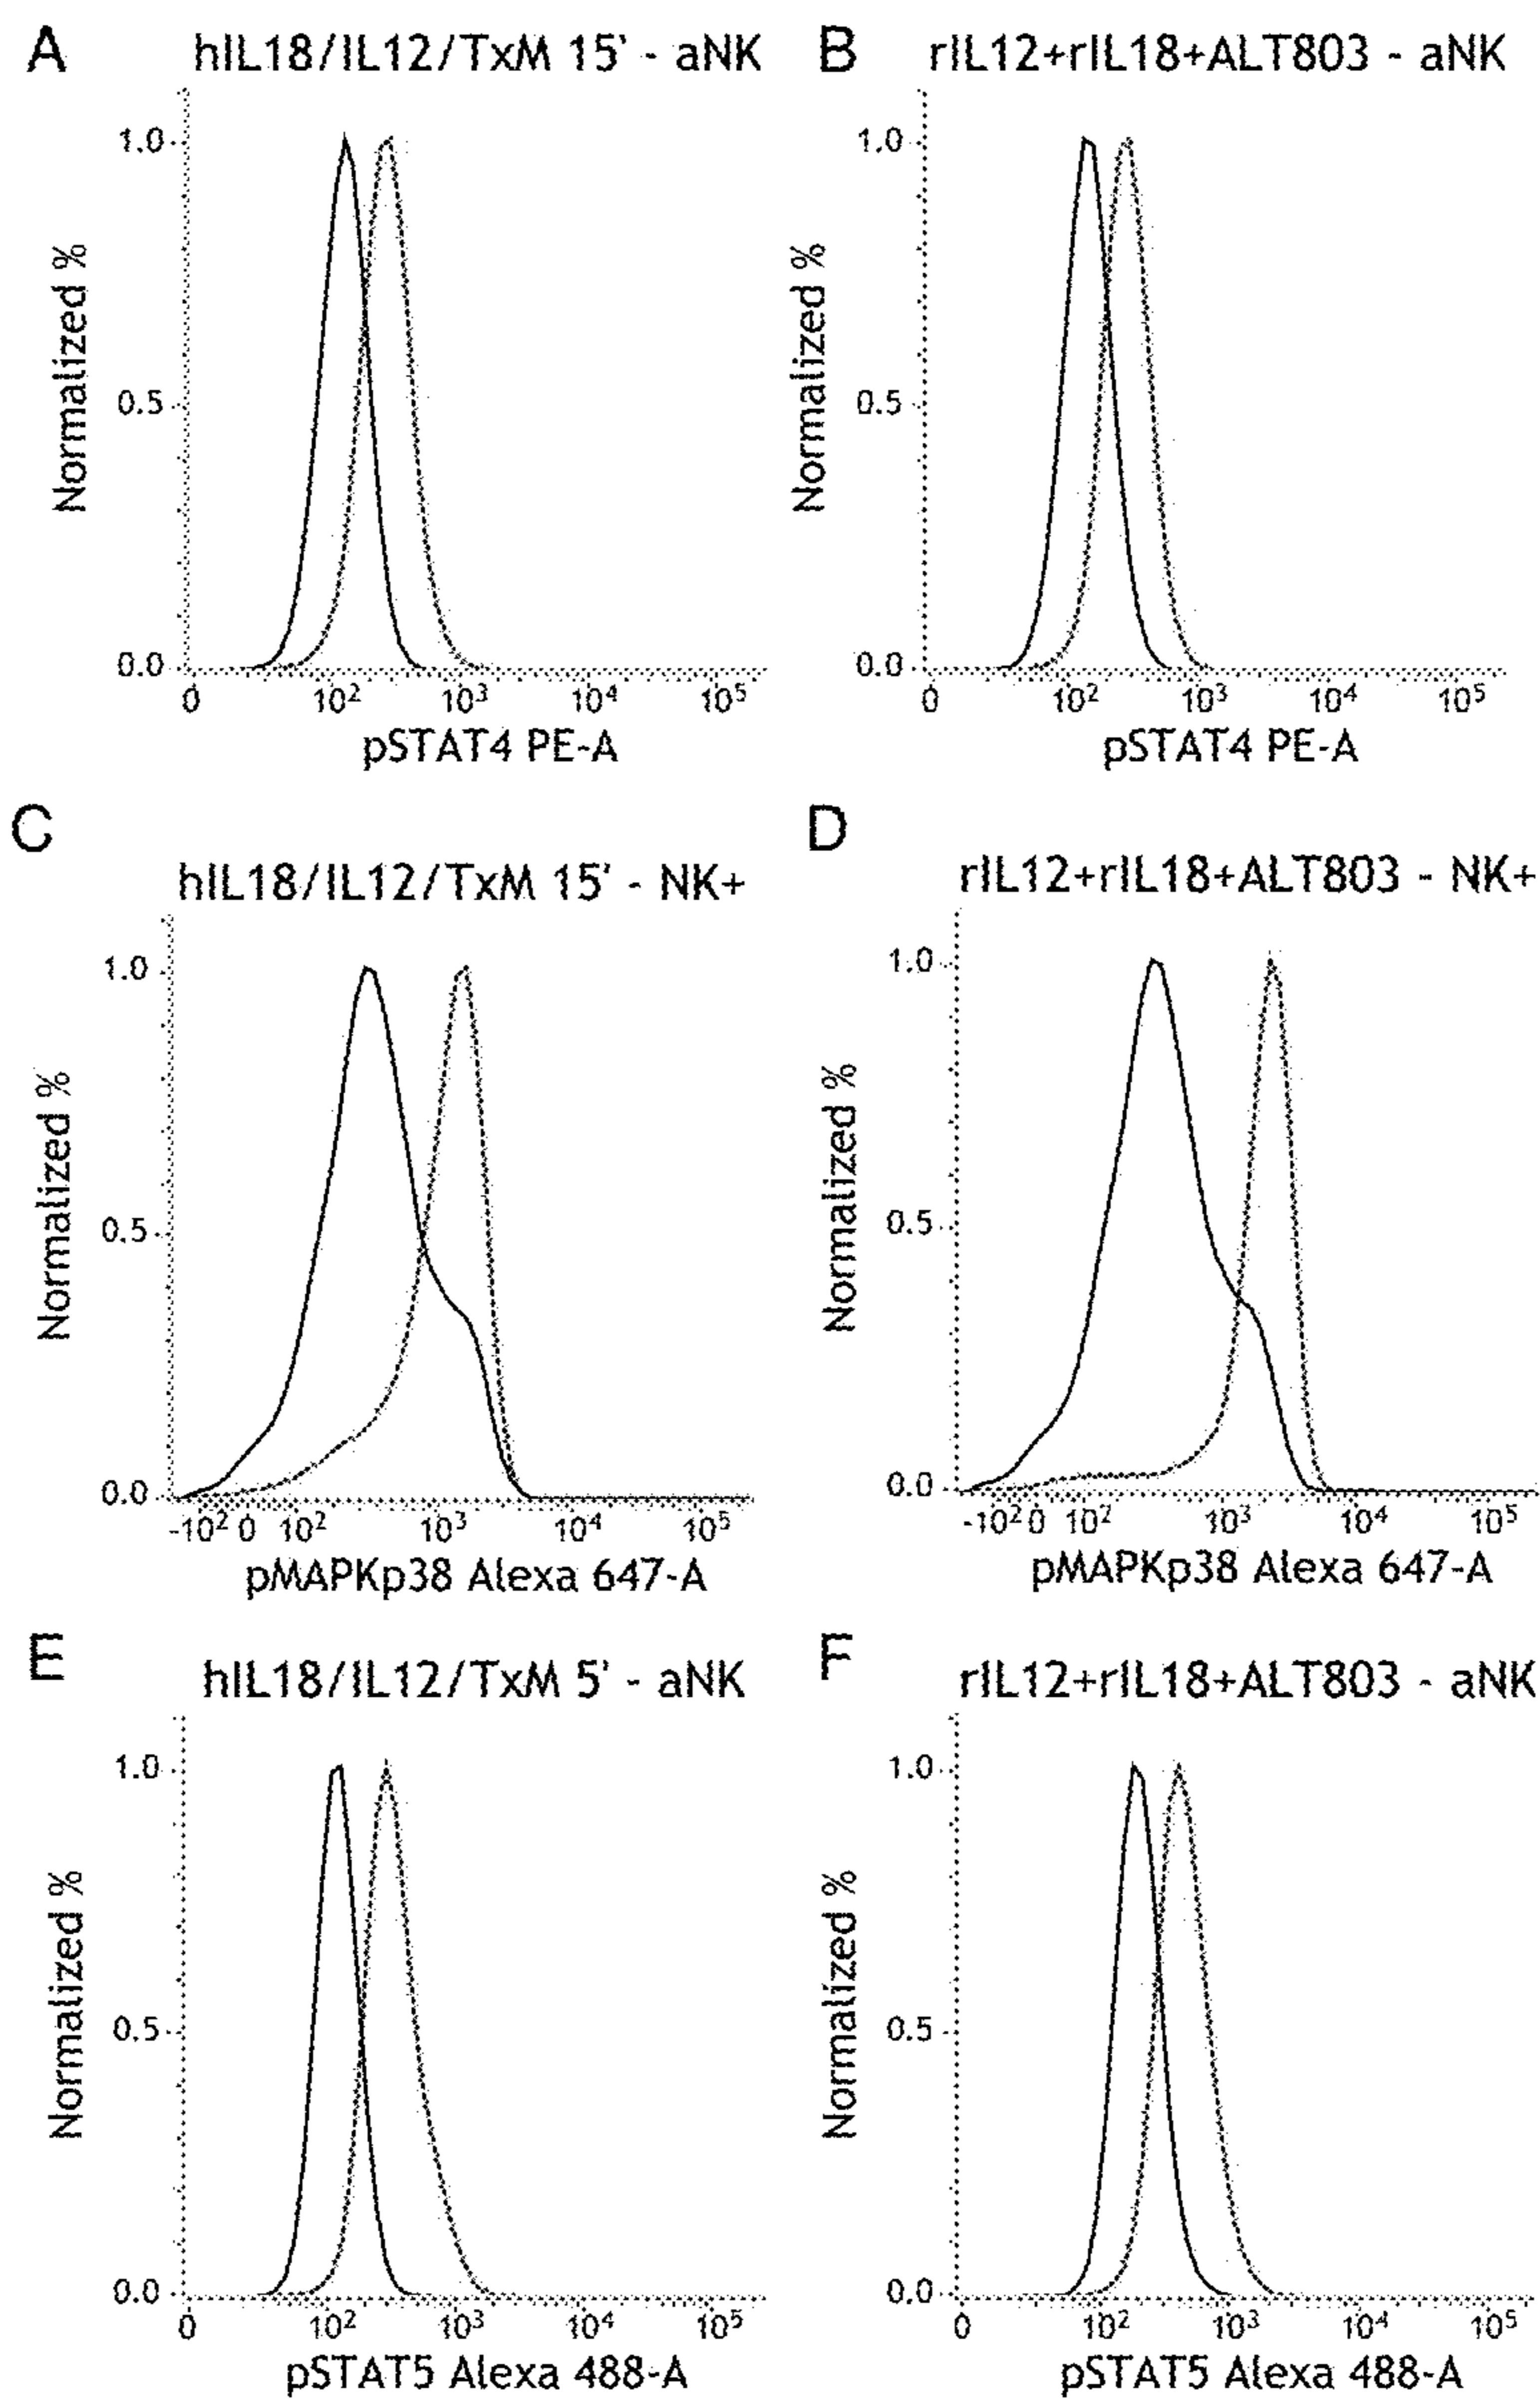 A
hIL18/IL12/TxM 15' - aNK
1.0
0.5
0.0
Normalized %
0 10² 10³ 10⁴ 10⁵
pSTAT4 PE-A
B
rIL12+rIL18+ALT803 - aNK
1.0
0.5
0.0
Normalized %
0 10² 10³ 10⁴ 10⁵
pSTAT4 PE-A
C
hIL18/IL12/TxM 15' - NK+
1.0
0.5
0.0
Normalized %
-10² 0 10² 10³ 10⁴ 10⁵
pMAPKp38 Alexa 647-A
D
rIL12+rIL18+ALT803 - NK+
1.0
0.5
0.0
Normalized %
-10² 0 10² 10³ 10⁴ 10⁵
pMAPKp38 Alexa 647-A
E
hIL18/IL12/TxM 5' - aNK
1.0
0.5
0.0
Normalized %
0 10² 10³ 10⁴ 10⁵
pSTAT5 Alexa 488-A
F
rIL12+rIL18+ALT803 - aNK
1.0
0.5
0.0
Normalized %
0 10² 10³ 10⁴ 10⁵
pSTAT5 Alexa 488-A